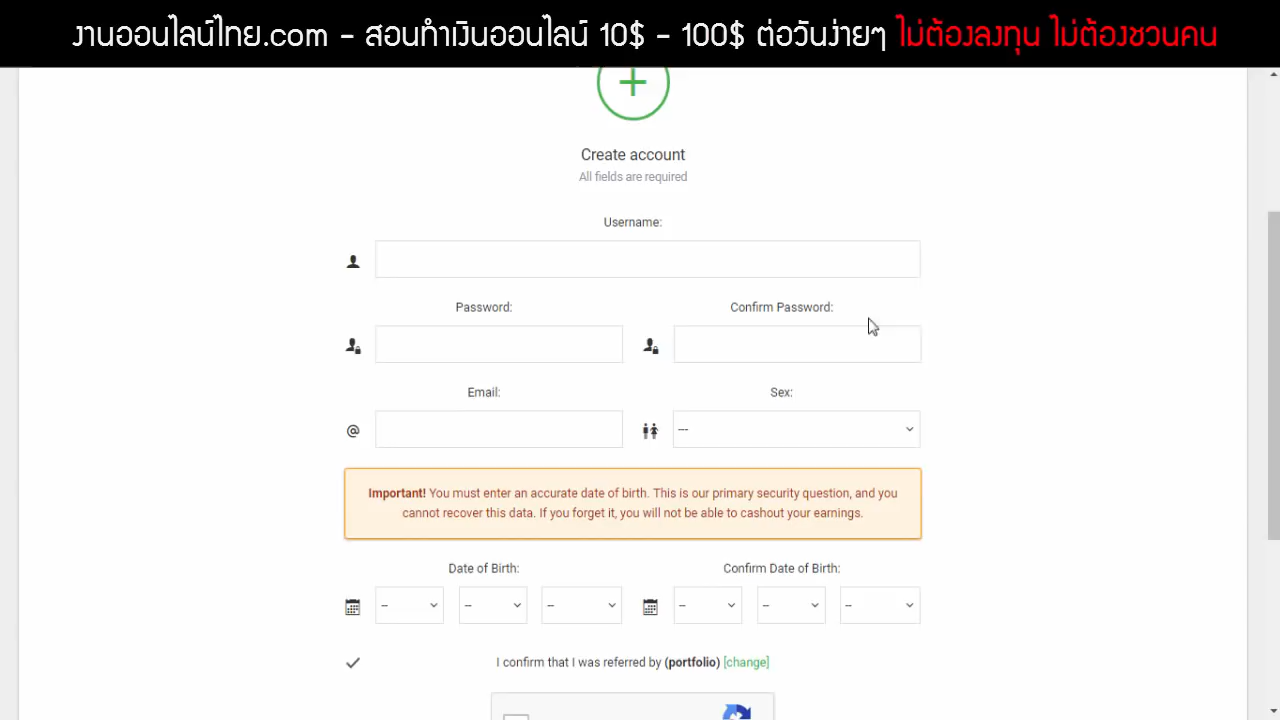 งานออนไลน์ไทย.com - สอนทำเงินออนไลน์ 10$ - 100$ ต่อวันง่ายๆ ไม่ต้องลงทุน ไม่ต้องชวนคน
Create account
All fields are required
Username:
Password: Confirm Password:
Email: Sex:
@ ---
Important! You must enter an accurate date of birth. This is our primary security question, and you
cannot recover this data. If you forget it, you will not be able to cashout your earnings.
Date of Birth: Confirm Date of Birth:
-- -- -- -- -- --
I confirm that I was referred by (portfolio) [change]